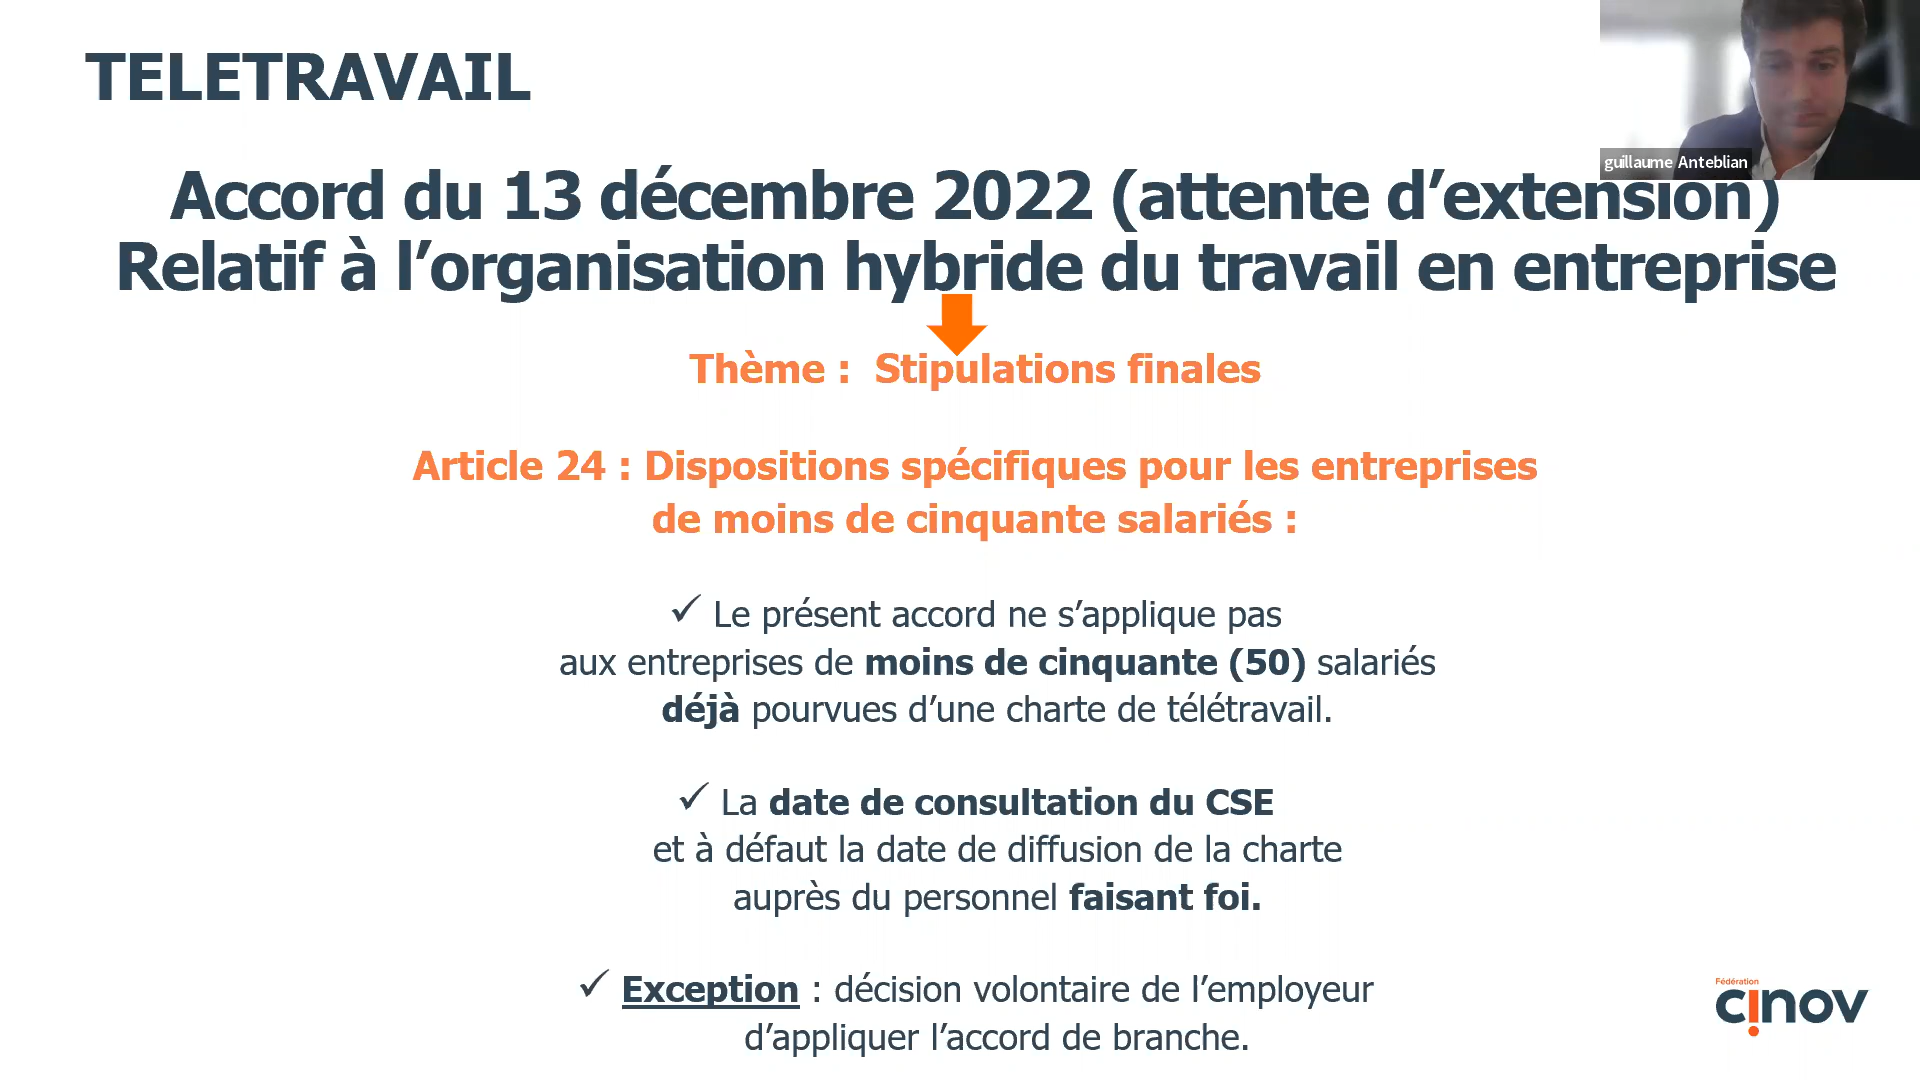 TELETRAVAIL
guillaume Anteblian
Accord du 13 décembre 2022 (attente d’extension)
Relatif à l’organisation hybride du travail en entreprise
Thème :  Stipulations finales
Article 24 : Dispositions spécifiques pour les entreprises
de moins de cinquante salariés :
✓ Le présent accord ne s’applique pas
aux entreprises de moins de cinquante (50) salariés
déjà pourvues d’une charte de télétravail.
✓ La date de consultation du CSE
et à défaut la date de diffusion de la charte
auprès du personnel faisant foi.
✓ Exception : décision volontaire de l’employeur
d’appliquer l’accord de branche.
Fédération
cinov